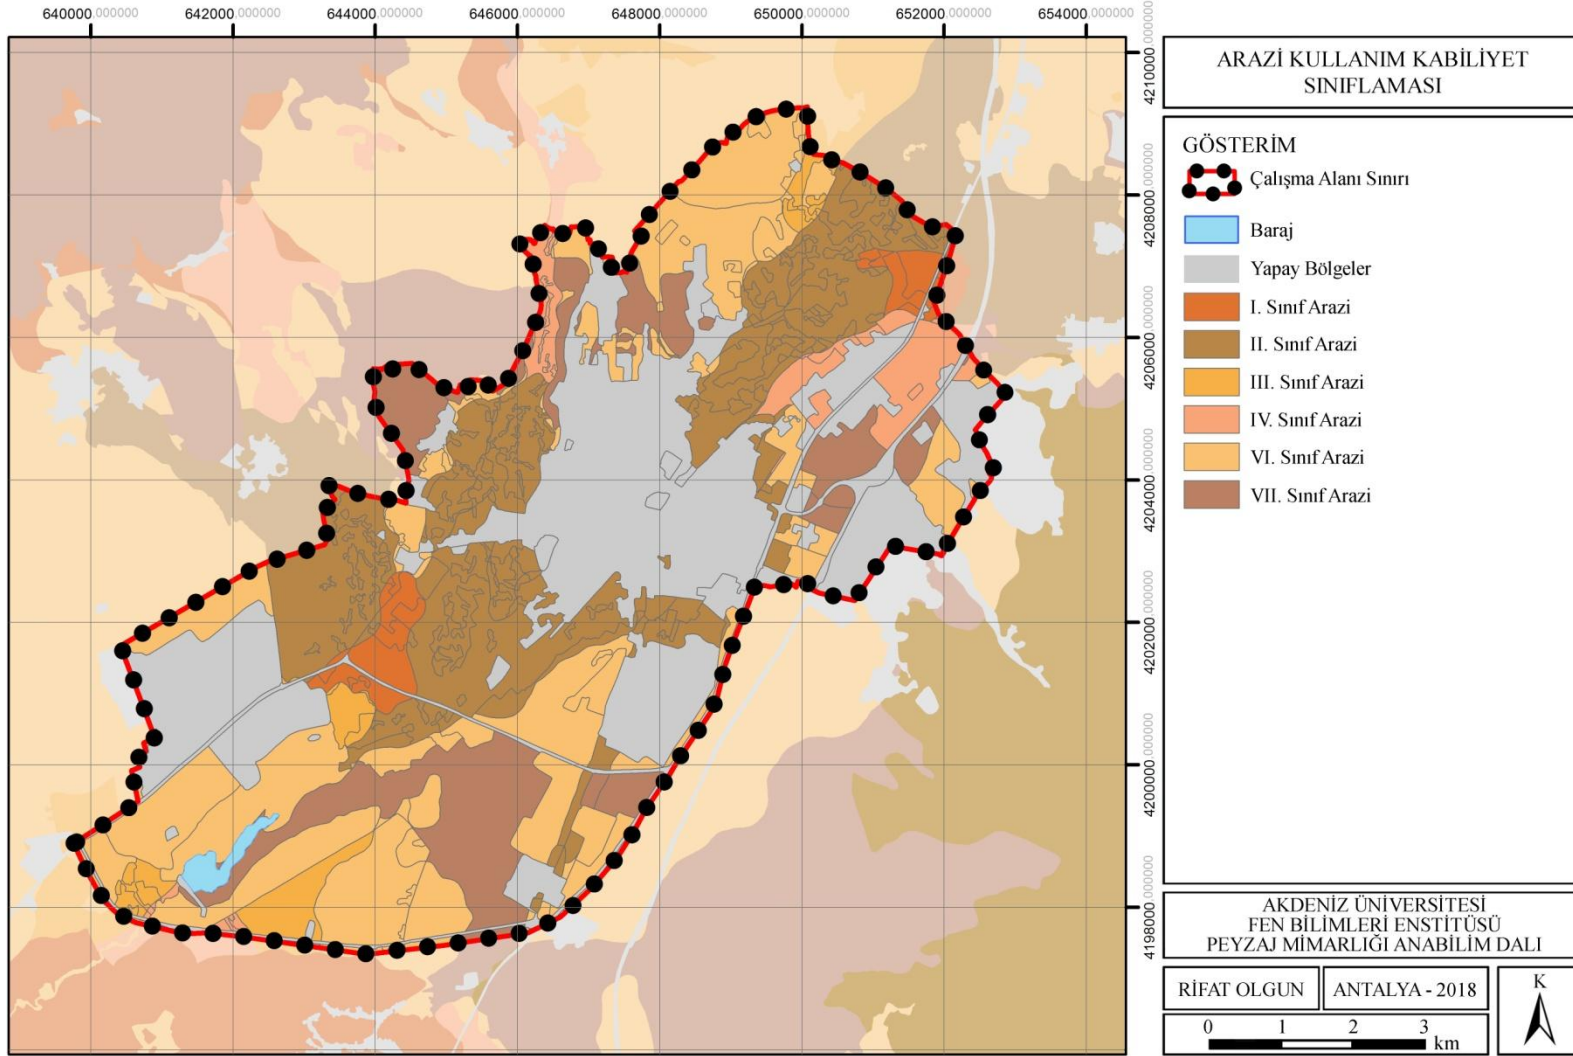 640000.000000 642000.000000 644000.000000 646000.000000 648000.000000 650000.000000 652000.000000 654000.000000
4210000.000000
4208000.000000
4206000.000000
4204000.000000
4202000.000000
4200000.000000
4198000.000000
ARAZİ KULLANIM KABİLİYET
SINIFLAMASI
GÖSTERİM
Çalışma Alanı Sınırı
Baraj
Yapay Bölgeler
I. Sınıf Arazi
II. Sınıf Arazi
III. Sınıf Arazi
IV. Sınıf Arazi
VI. Sınıf Arazi
VII. Sınıf Arazi
AKDENİZ ÜNİVERSİTESİ
FEN BİLİMLERİ ENSTİTÜSÜ
PEYZAJ MİMARLIĞI ANABİLİM DALI
RİFAT OLGUN
ANTALYA - 2018
K
0 1 2 3
km